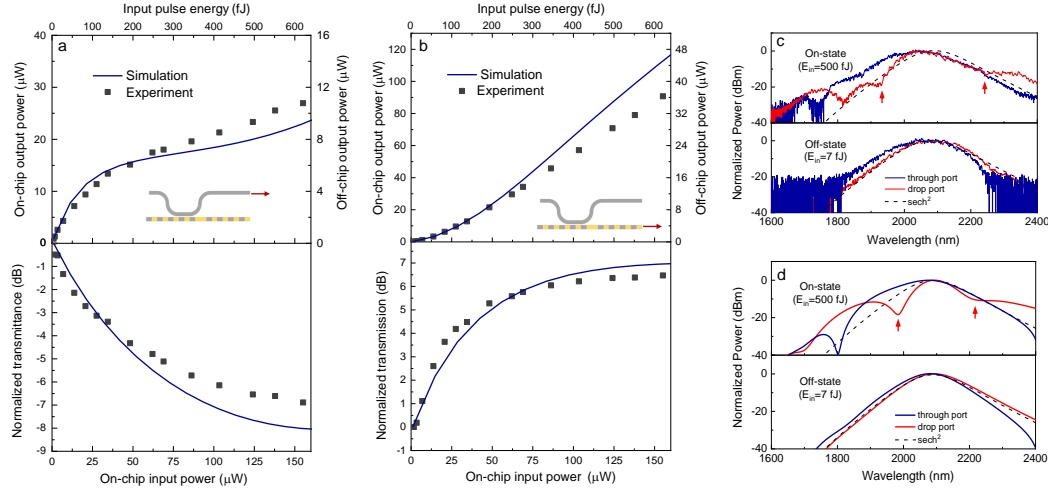 Input pulse energy (fJ)
0 100 200 300 400 500 600
a
40
30
20
10
0
On-chip output power (μW)
16
12
8
4
0
Off-chip output power (μW)
Simulation
Experiment
0
-1
-2
-3
-4
-5
-6
-7
-8
-9
Normalized transmittance (dB)
0 25 50 75 100 125 150
On-chip input power (μW)
Input pulse energy (fJ)
0 100 200 300 400 500 600
b
120
100
80
60
40
20
0
On-chip output power (μW)
48
40
32
24
16
8
0
Off-chip output power (μW)
Simulation
Experiment
7
6
5
4
3
2
1
0
-1
Normalized transmission (dB)
0 25 50 75 100 125 150
On-chip input power (μW)
c
On-state
(Ein=500 fJ)
0
-20
-40
Off-state
(Ein=7 fJ)
through port
drop port
sech²
0
-20
Normalized Power (dBm)
1600 1800 2000 2200 2400
Wavelength (nm)
d
On-state
(Ein=500 fJ)
0
-20
-40
Off-state
(Ein=7 fJ)
through port
drop port
sech²
0
-20
-40
Normalized Power (dBm)
1600 1800 2000 2200 2400
Wavelength (nm)